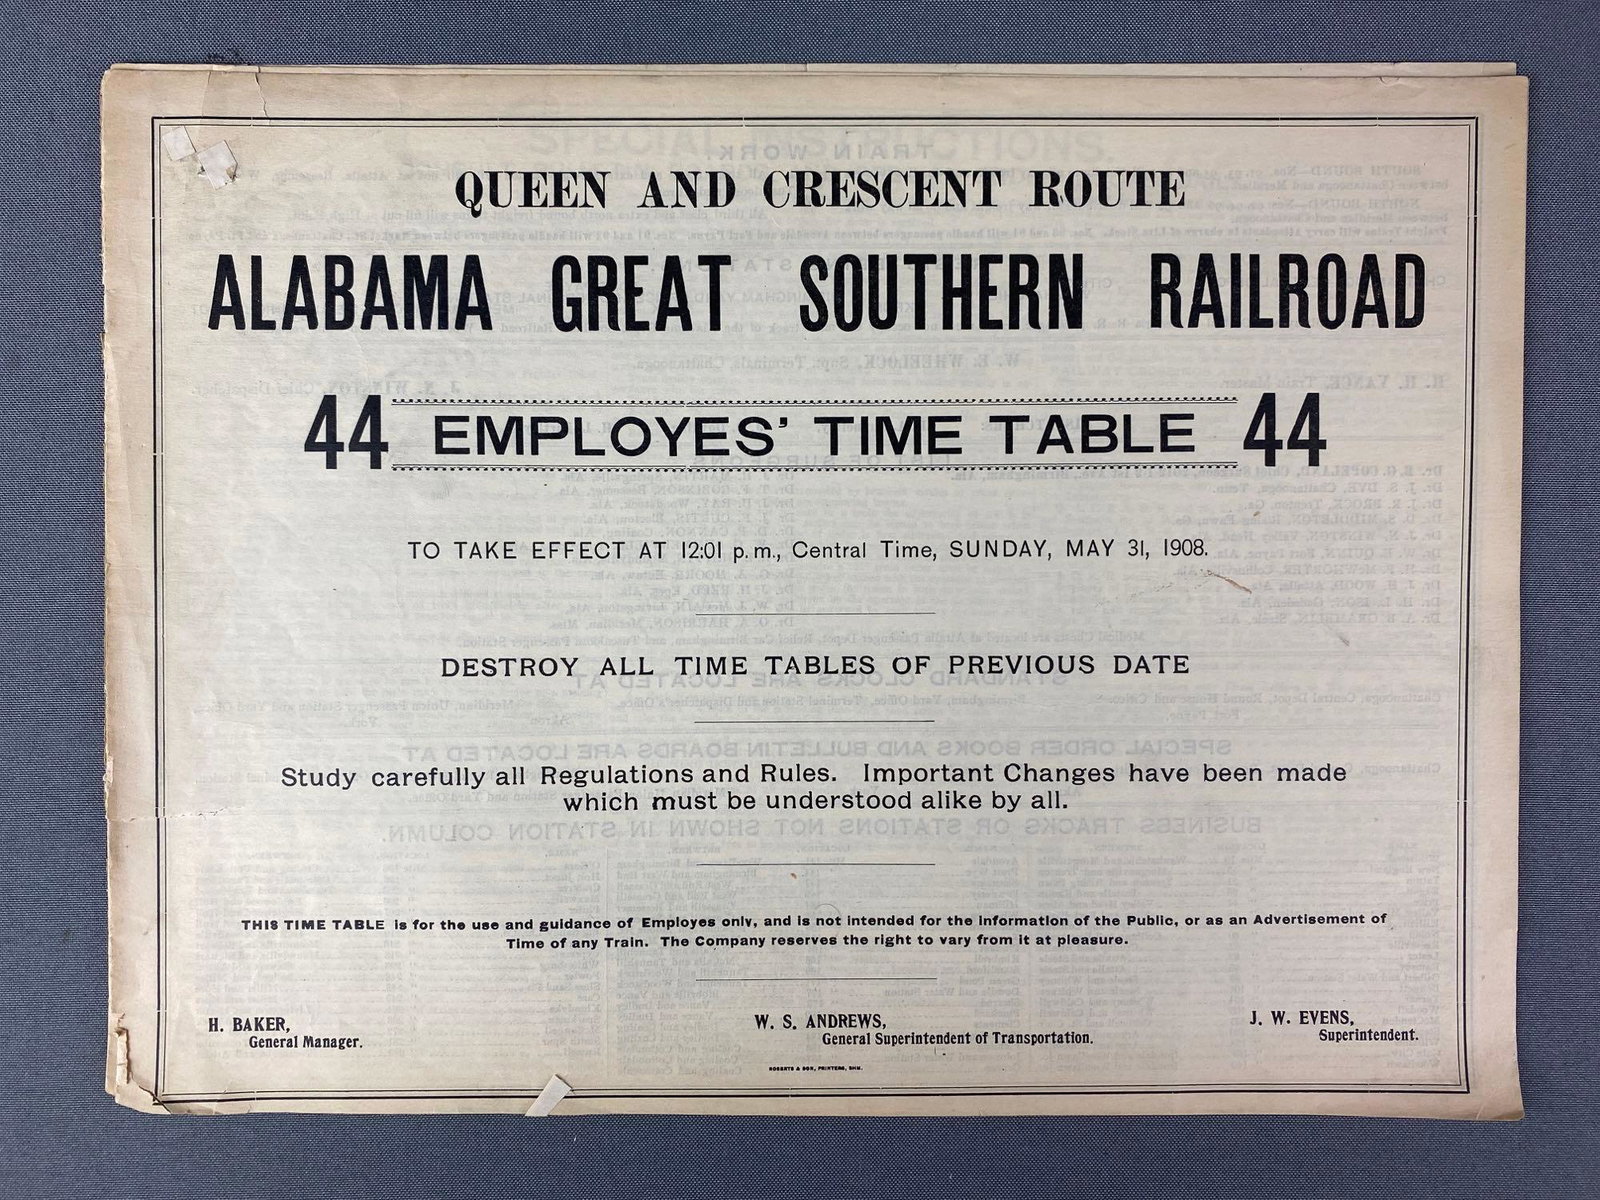 QUEEN AND CRESCENT ROUTE
ALABAMA GREAT SOUTHERN RAILROAD
44 EMPLOYES' TIME TABLE 44
TO TAKE EFFECT AT 12:01 p. m., Central Time, SUNDAY, MAY 31, 1908.
DESTROY ALL TIME TABLES OF PREVIOUS DATE
Study carefully all Regulations and Rules. Important Changes have been made
which must be understood alike by all.
THIS TIME TABLE is for the use and guidance of Employes only, and is not intended for the Information of the Public, or as an Advertisement of
Time of any Train. The Company reserves the right to vary from it at pleasure.
H. BAKER,
General Manager.
W. S. ANDREWS,
General Superintendent of Transportation.
J. W. EVENS,
Superintendent.
ROBERTS & SON, PRINTERS, BHM.